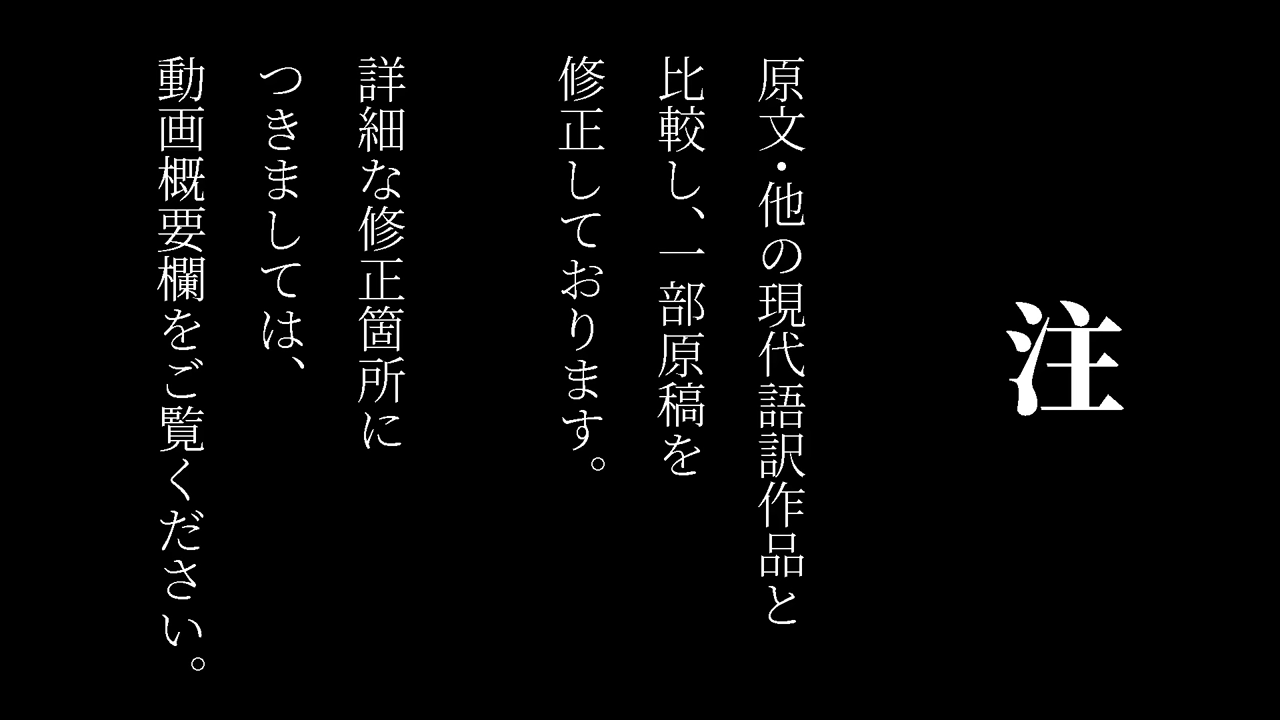 注
原文・他の現代語訳作品と
比較し、一部原稿を
修正しております。
詳細な修正箇所に
つきましては、
動画概要欄をご覧ください。